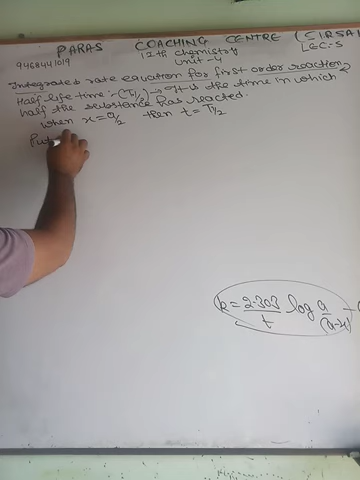 PARAS COACHING CENTRE (SIRSA)
9468441019 12th chemistry LEC-5
Unit-4
Integrated rate equation for first order reaction
Half-life time :- (T1/2) → It is the time in which
half the substance has reacted.
when x = a/2 then t = T1/2
Put
k = 2.303/t log a/(a-x)